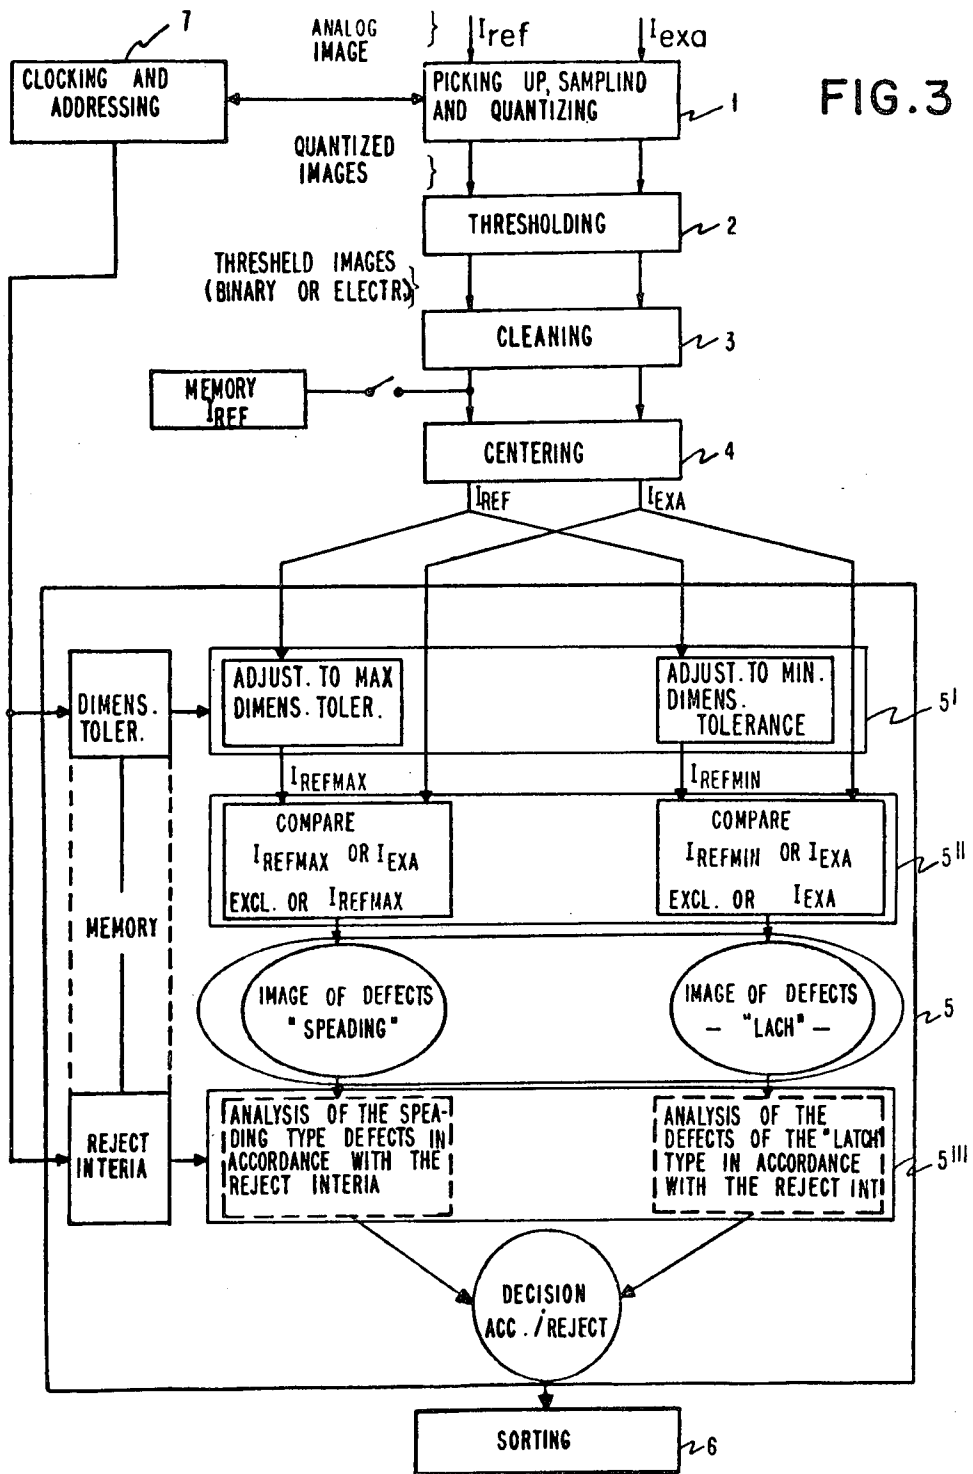 7
ANALOG
IMAGE
Iref
Iexa
CLOCKING AND
ADDRESSING
PICKING UP, SAMPLIND
AND QUANTIZING
1
FIG.3
QUANTIZED
IMAGES
THRESHOLDING
2
THRESHELD IMAGES
(BINARY OR ELECTR.)
CLEANING
3
MEMORY
IREF
CENTERING
4
IREF
IEXA
DIMENS.
TOLER.
ADJUST. TO MAX
DIMENS. TOLER.
ADJUST. TO MIN.
DIMENS.
TOLERANCE
5I
IREFMAX
IREFMIN
COMPARE
IREFMAX OR IEXA
EXCL. OR IREFMAX
COMPARE
IREFMIN OR IEXA
EXCL. OR IEXA
5II
MEMORY
IMAGE OF DEFECTS
"SPEADING"
IMAGE OF DEFECTS
— "LACH" —
5
REJECT
INTERIA
ANALYSIS OF THE SPEA-
DING TYPE DEFECTS IN
ACCORDANCE WITH THE
REJECT INTERIA
ANALYSIS OF THE
DEFECTS OF THE "LATCH"
TYPE IN ACCORDANCE
WITH THE REJECT INT
5III
DECISION
ACC./REJECT
SORTING
6